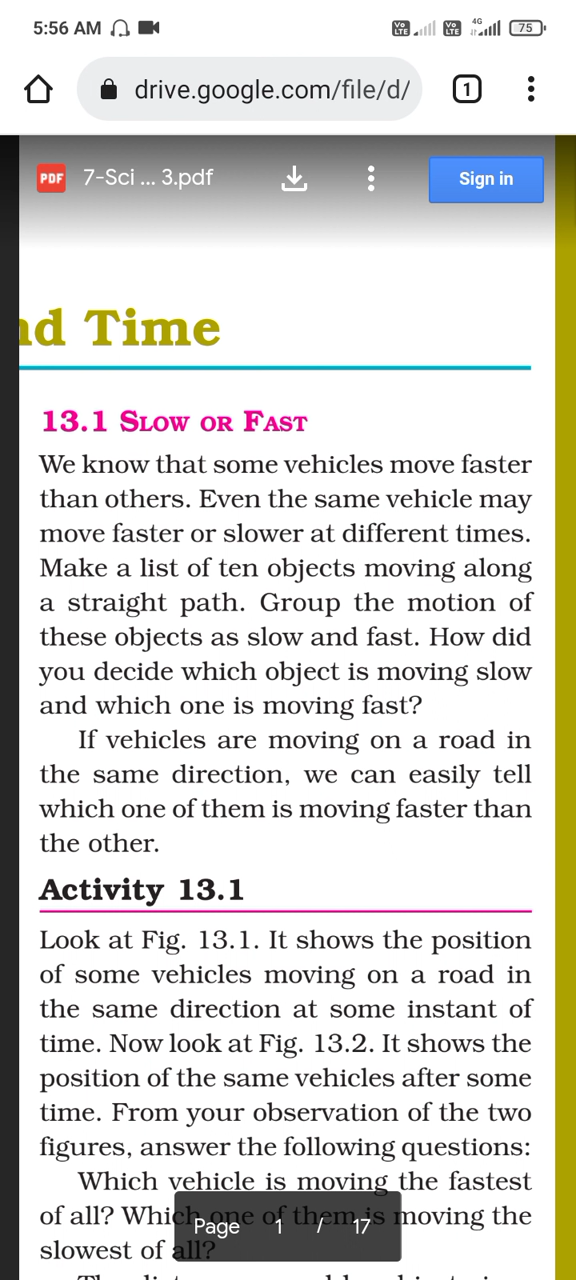 5:56 AM
Vo LTE Vo LTE 4G 75
drive.google.com/file/d/
1
PDF 7-Sci ... 3.pdf Sign in
nd Time
13.1 SLOW OR FAST
We know that some vehicles move faster
than others. Even the same vehicle may
move faster or slower at different times.
Make a list of ten objects moving along
a straight path. Group the motion of
these objects as slow and fast. How did
you decide which object is moving slow
and which one is moving fast?
If vehicles are moving on a road in
the same direction, we can easily tell
which one of them is moving faster than
the other.
Activity 13.1
Look at Fig. 13.1. It shows the position
of some vehicles moving on a road in
the same direction at some instant of
time. Now look at Fig. 13.2. It shows the
position of the same vehicles after some
time. From your observation of the two
figures, answer the following questions:
Which vehicle is moving the fastest
of all? Which one of them is moving the
Page 1 / 17
slowest of all?